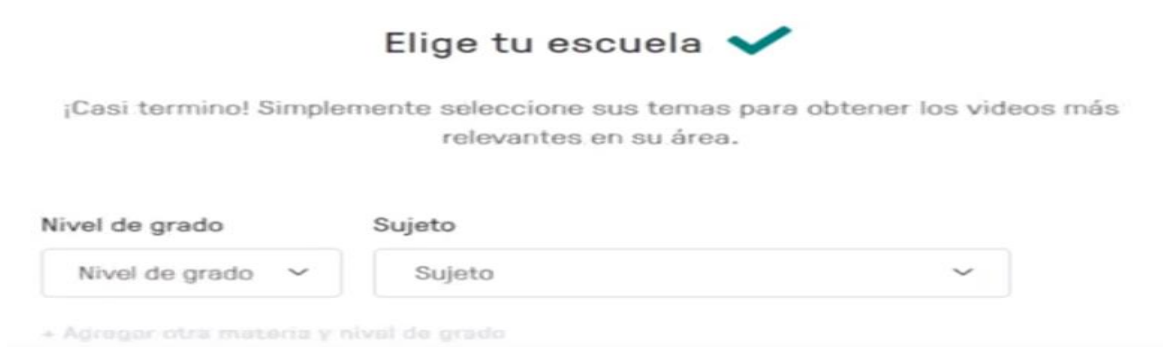 Elige tu escuela
¡Casi termino! Simplemente seleccione sus temas para obtener los videos más
relevantes en su área.
Nivel de grado Sujeto
Nivel de grado Sujeto
+ Agregar otra materia y nivel de grado